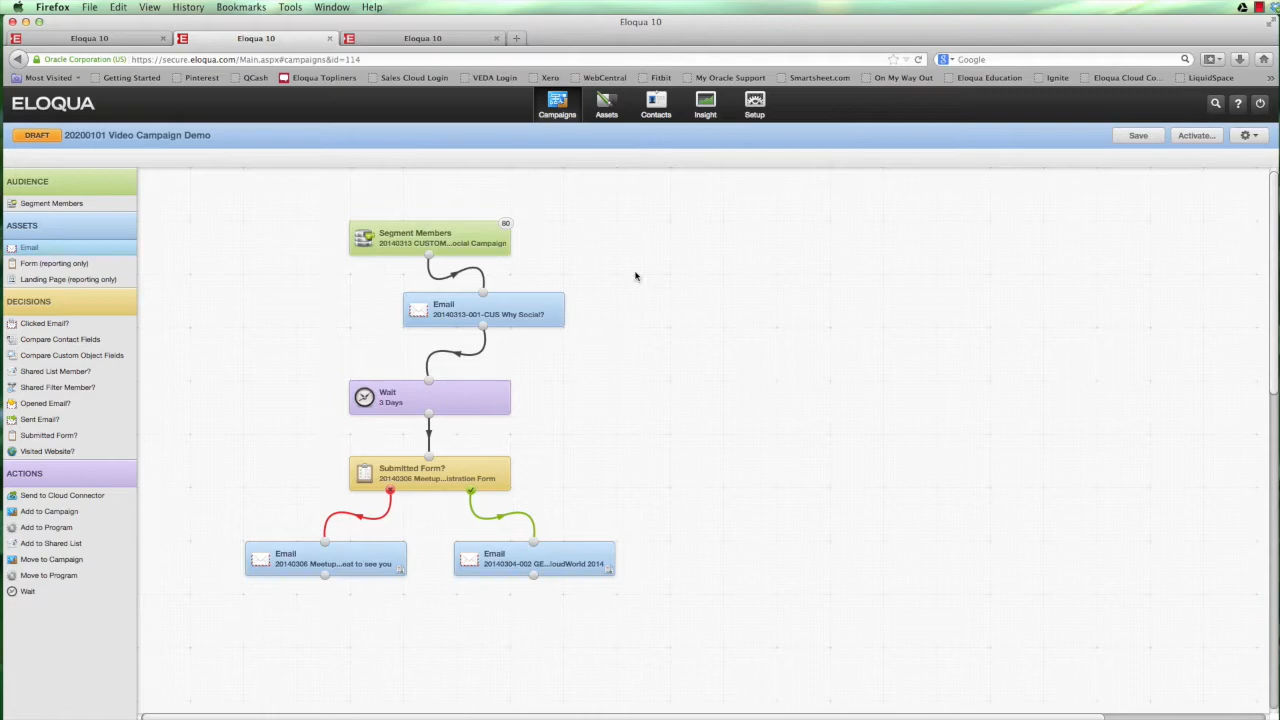 Firefox File Edit View History Bookmarks Tools Window Help
Eloqua 10
Eloqua 10 Eloqua 10 Eloqua 10
Oracle Corporation (US) https://secure.eloqua.com/Main.aspx#campaigns&id=114 Google
Most Visited Getting Started Pinterest QCash Eloqua Topliners Sales Cloud Login VEDA Login Xero WebCentral Fitbit My Oracle Support Smartsheet.com On My Way Out Eloqua Education Ignite Eloqua Cloud Co... LiquidSpace
ELOQUA Campaigns Assets Contacts Insight Setup
DRAFT 20200101 Video Campaign Demo Save Activate...
AUDIENCE
Segment Members
ASSETS
Email
Form (reporting only)
Landing Page (reporting only)
DECISIONS
Clicked Email?
Compare Contact Fields
Compare Custom Object Fields
Shared List Member?
Shared Filter Member?
Opened Email?
Sent Email?
Submitted Form?
Visited Website?
ACTIONS
Send to Cloud Connector
Add to Campaign
Add to Program
Add to Shared List
Move to Campaign
Move to Program
Wait
80
Segment Members
20140313 CUSTOM...ocial Campaign
Email
20140313-001-CUS Why Social?
Wait
3 Days
Submitted Form?
20140306 Meetup...istration Form
Email
20140306 Meetup...eat to see you
Email
20140304-002 GE...loudWorld 2014